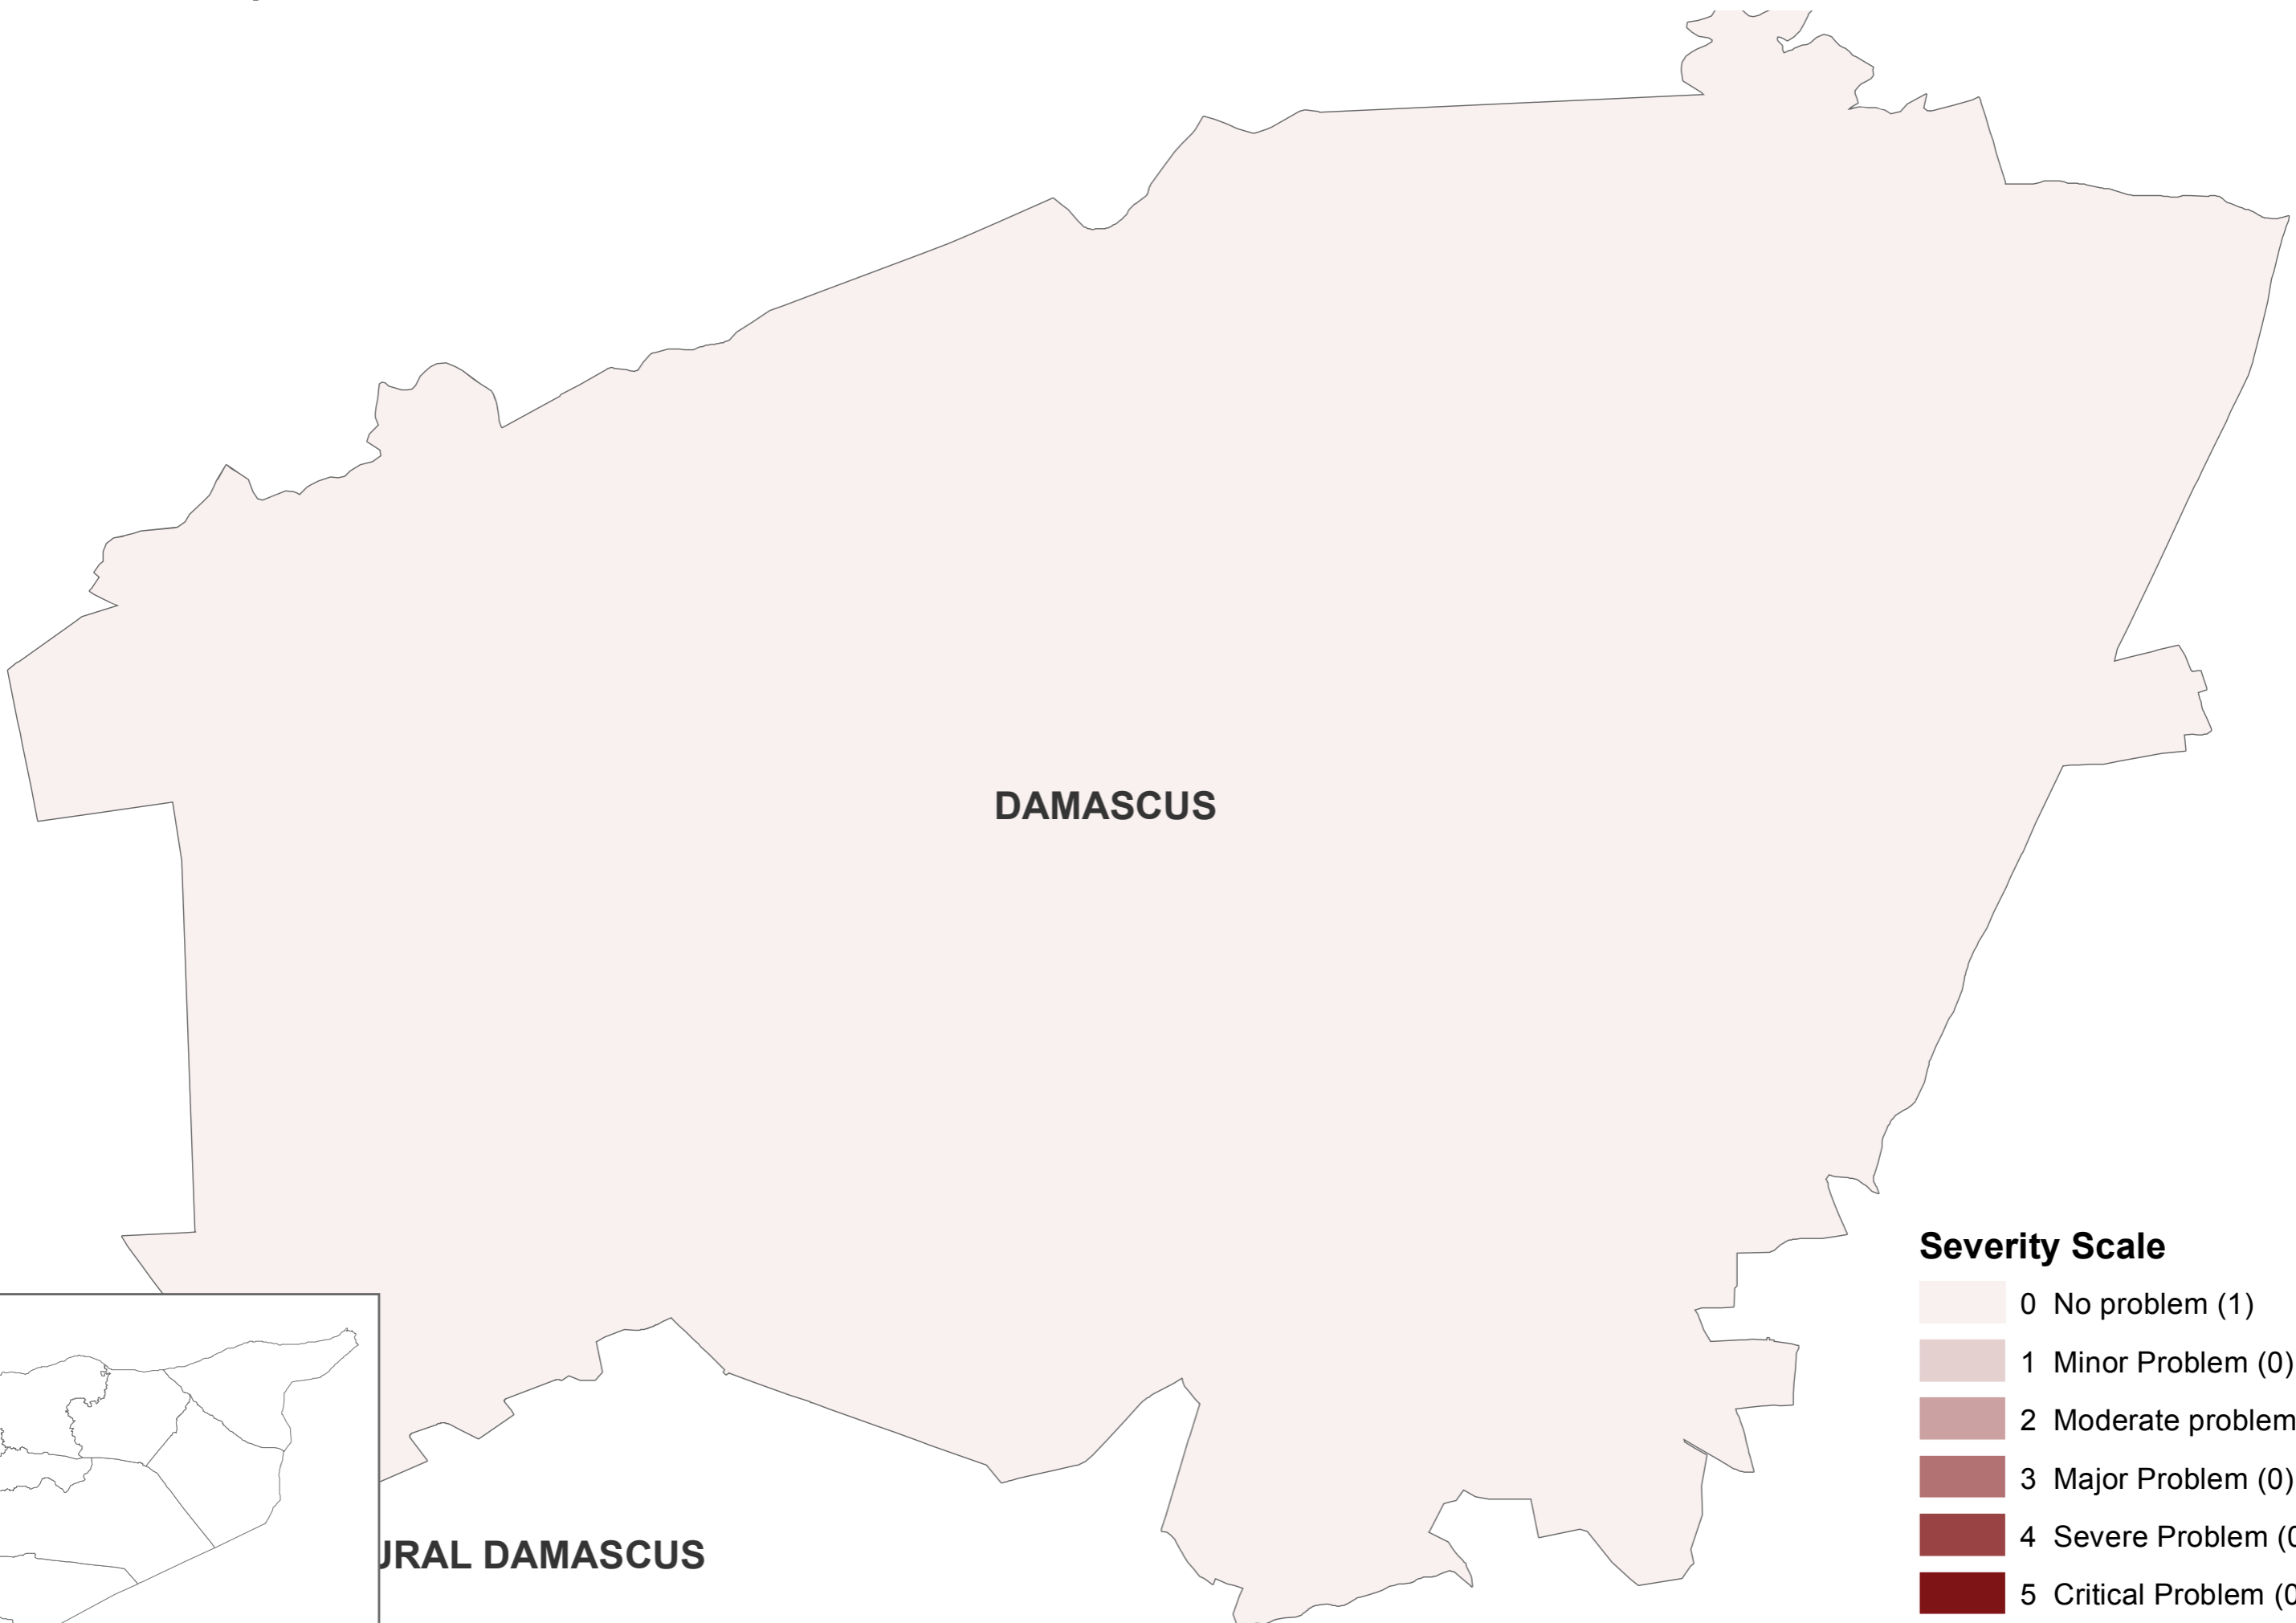 DAMASCUS
Severity Scale
0 No problem (1)
1 Minor Problem (0)
2 Moderate problem
3 Major Problem (0)
4 Severe Problem (0
5 Critical Problem (0
URAL DAMASCUS